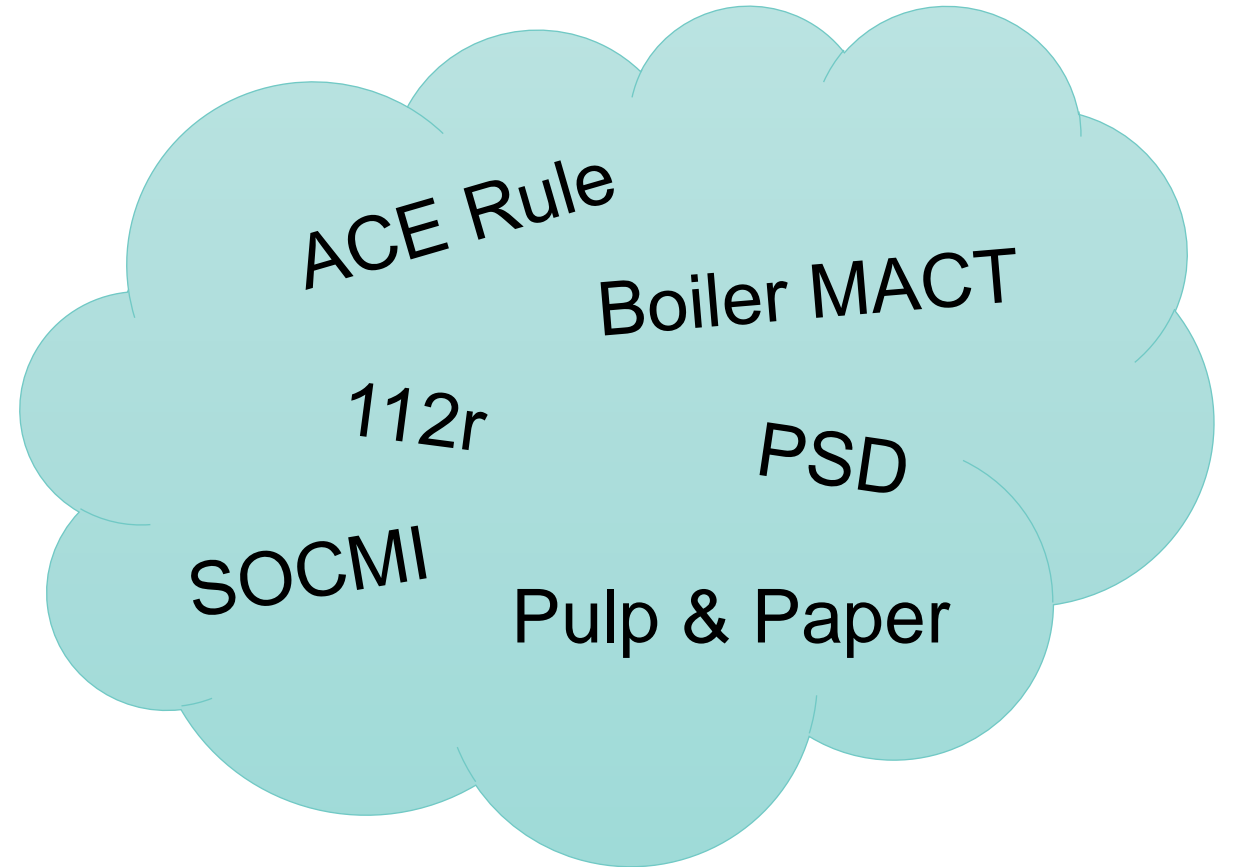 ACE Rule
Boiler MACT
112r
PSD
SOCMI
Pulp & Paper